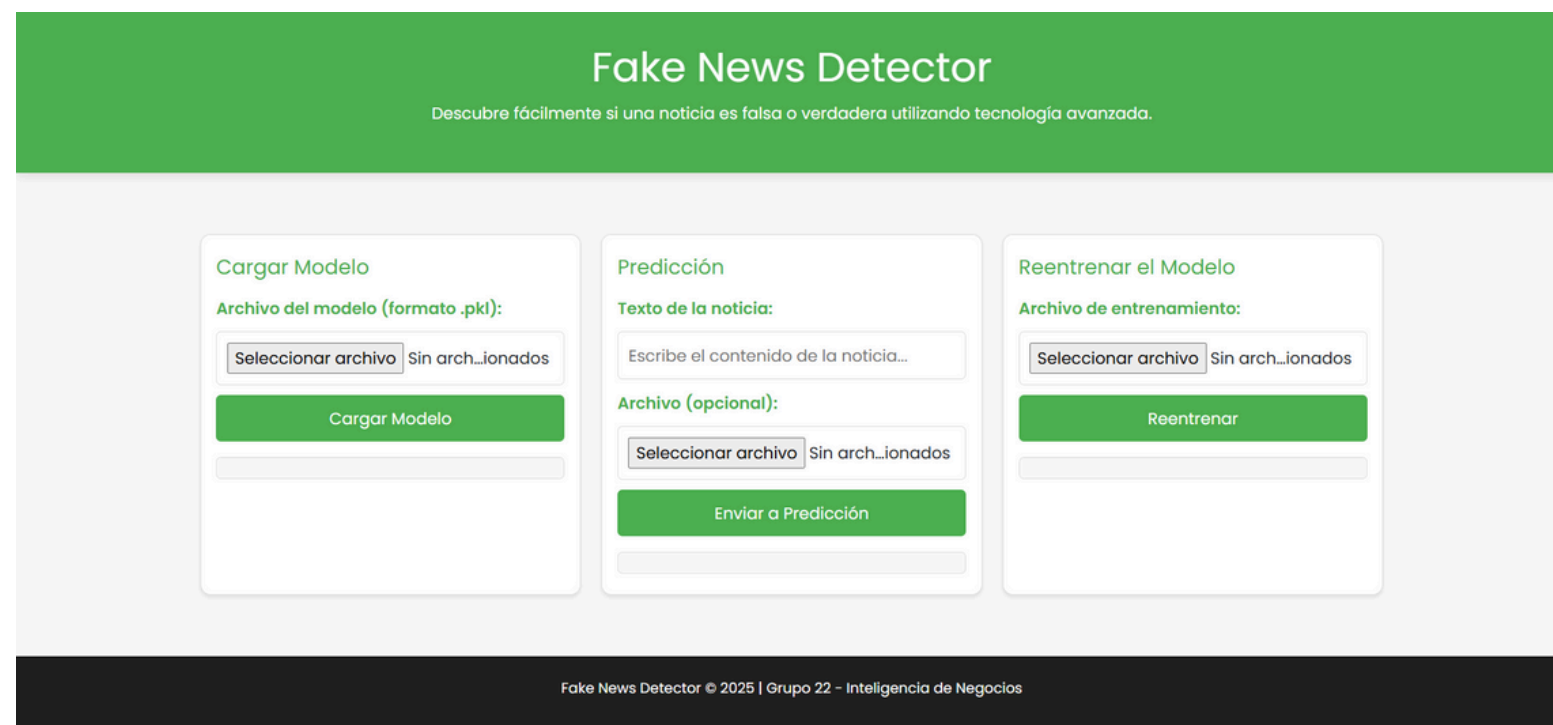 Fake News Detector
Descubre fácilmente si una noticia es falsa o verdadera utilizando tecnología avanzada.
Cargar Modelo
Archivo del modelo (formato .pkl):
Seleccionar archivo Sin arch…ionados
Cargar Modelo
Predicción
Texto de la noticia:
Escribe el contenido de la noticia...
Archivo (opcional):
Seleccionar archivo Sin arch…ionados
Enviar a Predicción
Reentrenar el Modelo
Archivo de entrenamiento:
Seleccionar archivo Sin arch…ionados
Reentrenar
Fake News Detector © 2025 | Grupo 22 - Inteligencia de Negocios